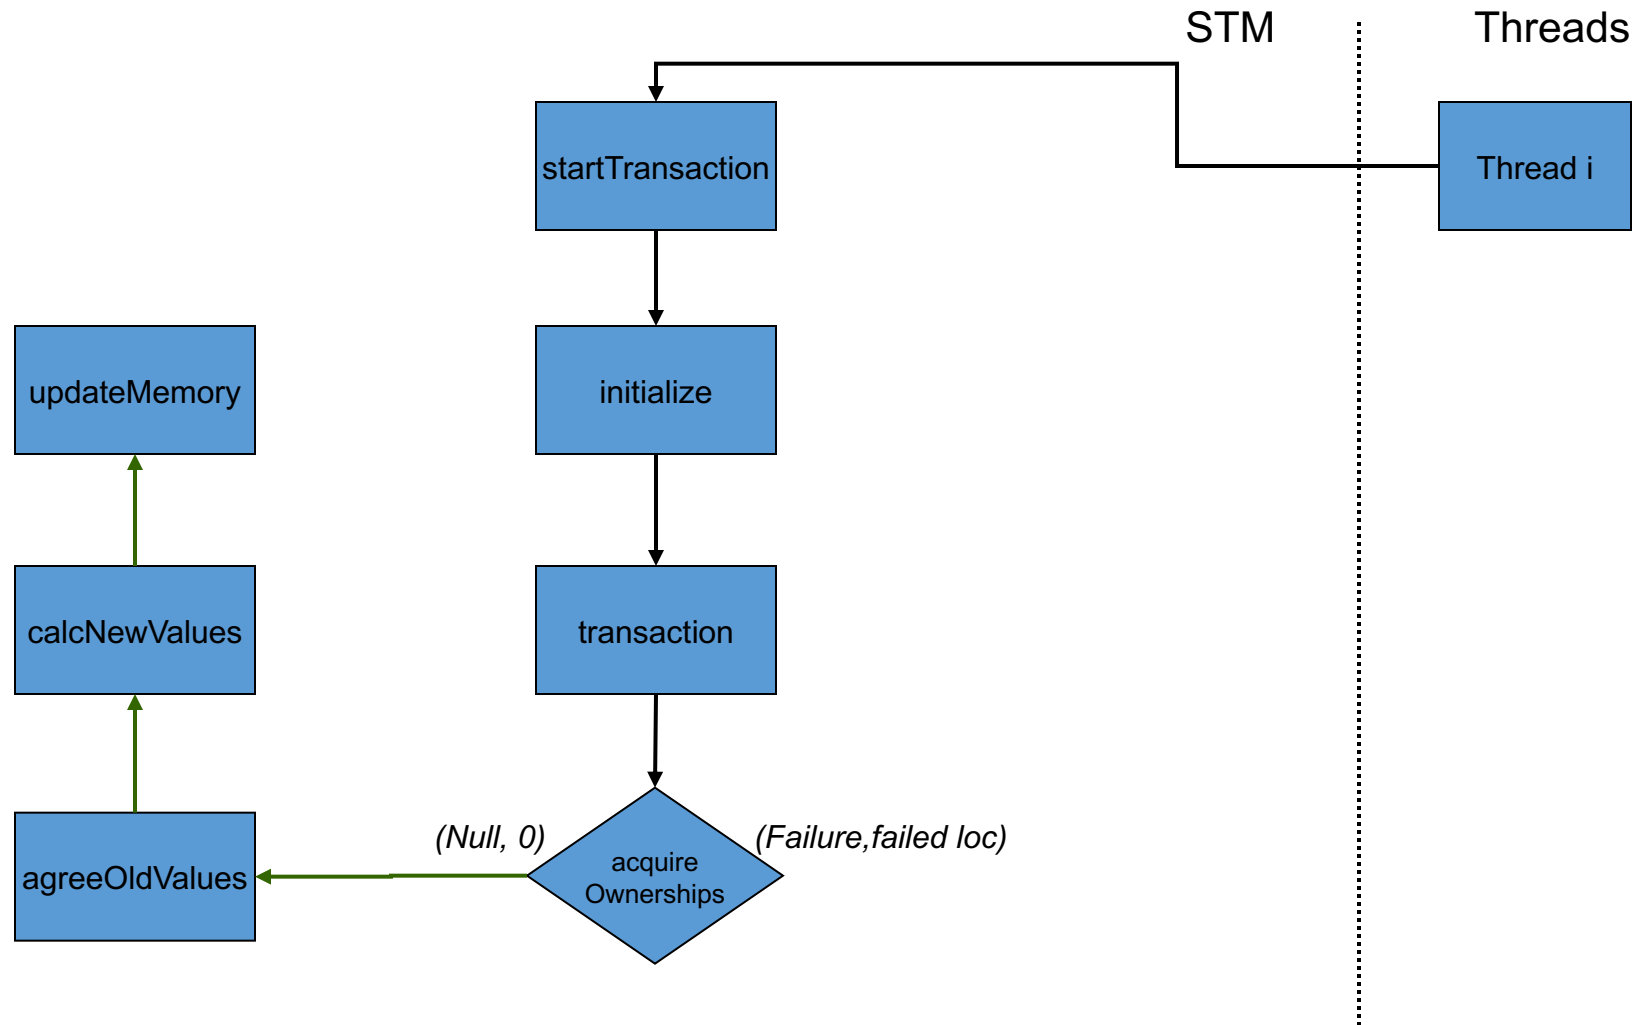 STM
Threads
startTransaction
Thread i
updateMemory
initialize
calcNewValues
transaction
(Null, 0)
(Failure,failed loc)
agreeOldValues
acquire
Ownerships